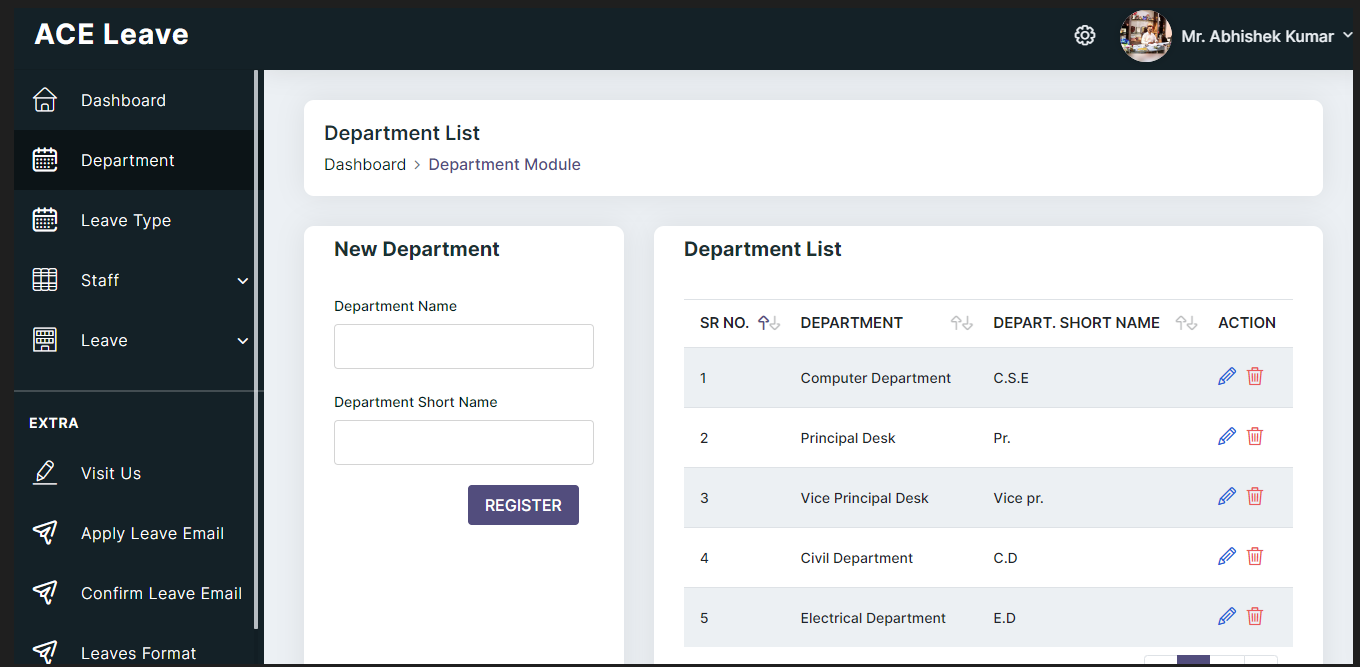 ACE Leave
Mr. Abhishek Kumar
Dashboard
Department
Leave Type
Staff
Leave
EXTRA
Visit Us
Apply Leave Email
Confirm Leave Email
Leaves Format
Department List
Dashboard > Department Module
New Department
Department Name
Department Short Name
REGISTER
Department List
SR NO. DEPARTMENT DEPART. SHORT NAME ACTION
1 Computer Department C.S.E
2 Principal Desk Pr.
3 Vice Principal Desk Vice pr.
4 Civil Department C.D
5 Electrical Department E.D